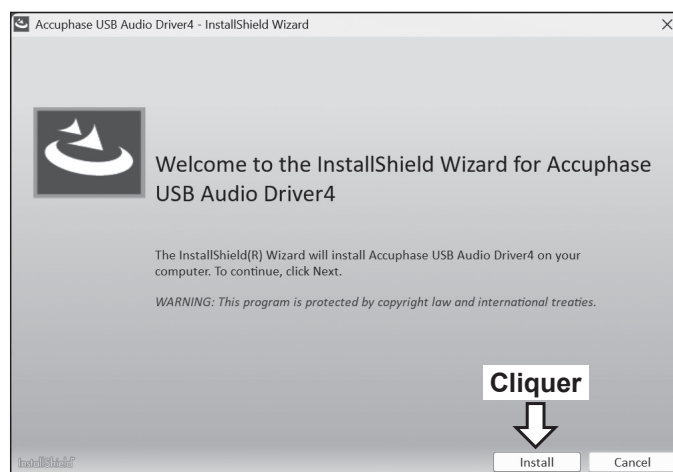 Accuphase USB Audio Driver4 - InstallShield Wizard
Welcome to the InstallShield Wizard for Accuphase
USB Audio Driver4
The InstallShield(R) Wizard will install Accuphase USB Audio Driver4 on your
computer. To continue, click Next.
WARNING: This program is protected by copyright law and international treaties.
Cliquer
InstallShield
Install Cancel